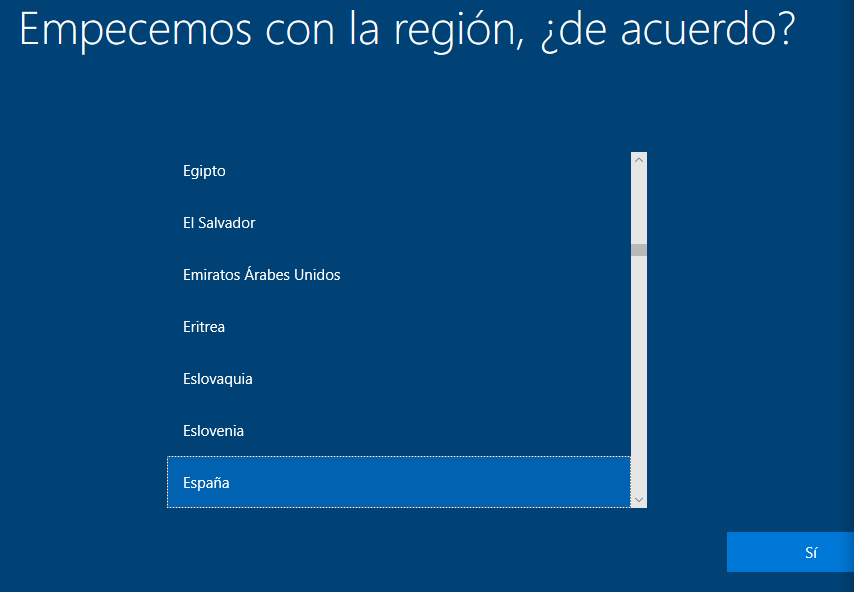 Empecemos con la región, ¿de acuerdo?
Egipto
El Salvador
Emiratos Árabes Unidos
Eritrea
Eslovaquia
Eslovenia
España
Sí